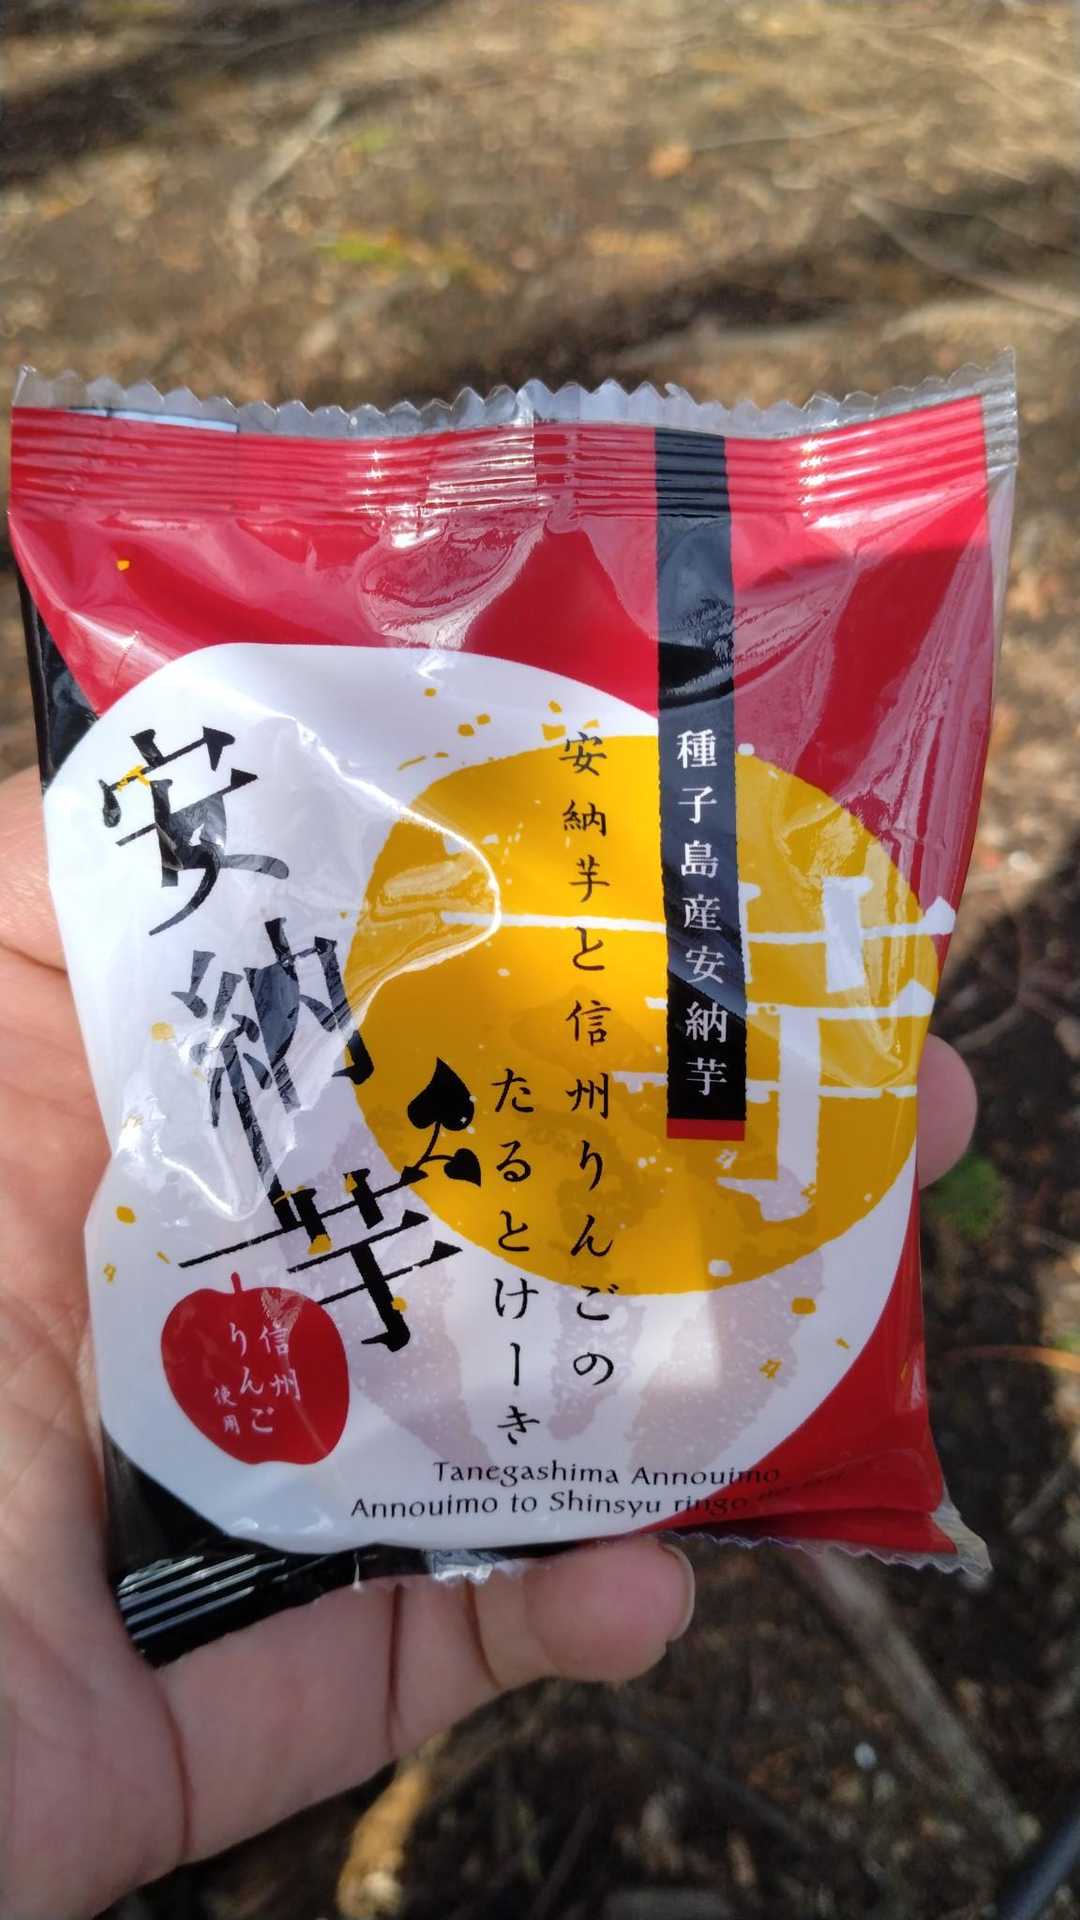 種子島産安納芋
安納芋と信州りんごの
たるとけーき
安納芋
信州
りんご
使用
芋
Tanegashima Annouimo
Annouimo to Shinsyu ringo